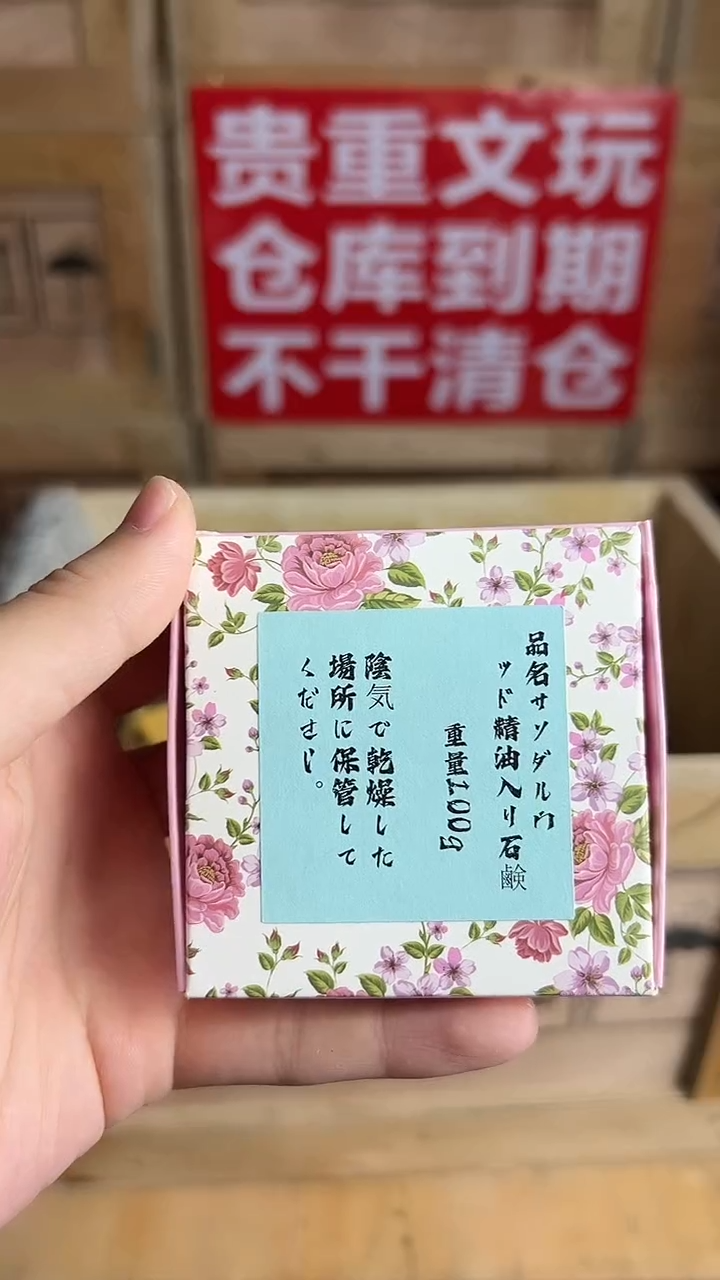 贵重文玩
仓库到期
不干清仓
品名サンダルウ
ッド精油入り石鹸
重量100g
陰気で乾燥した
場所に保管して
ください。